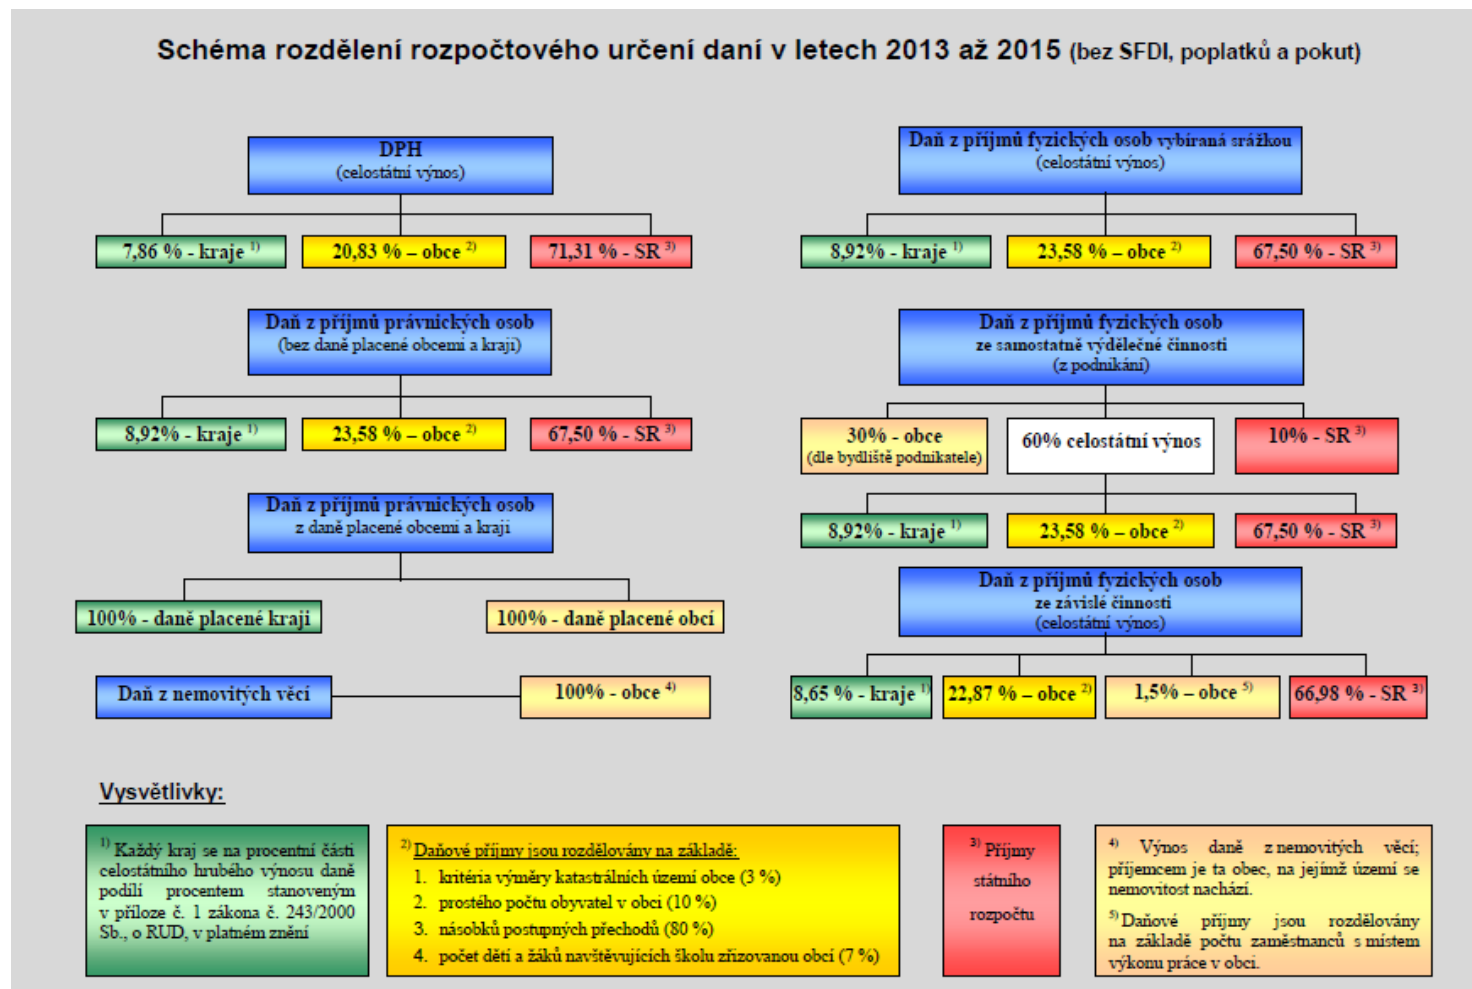 Schéma rozdělení rozpočtového určení daní v letech 2013 až 2015 (bez SFDI, poplatků a pokut)
DPH
(celostátní výnos)
7,86 % - kraje 1)
20,83 % – obce 2)
71,31 % - SR 3)
Daň z příjmů právnických osob
(bez daně placené obcemi a kraji)
8,92% - kraje 1)
23,58 % – obce 2)
67,50 % - SR 3)
Daň z příjmů právnických osob
z daně placené obcemi a kraji
100% - daně placené kraji
100% - daně placené obcí
Daň z nemovitých věcí
100% - obce 4)
Daň z příjmů fyzických osob vybíraná srážkou
(celostátní výnos)
8,92% - kraje 1)
23,58 % – obce 2)
67,50 % - SR 3)
Daň z příjmů fyzických osob
ze samostatně výdělečné činnosti
(z podnikání)
30% - obce
(dle bydliště podnikatele)
60% celostátní výnos
10% - SR 3)
8,92% - kraje 1)
23,58 % – obce 2)
67,50 % - SR 3)
Daň z příjmů fyzických osob
ze závislé činnosti
(celostátní výnos)
8,65 % - kraje 1)
22,87 % – obce 2)
1,5% – obce 5)
66,98 % - SR 3)
Vysvětlivky:
1) Každý kraj se na procentní části
celostátního hrubého výnosu daně
podílí procentem stanoveným
v příloze č. 1 zákona č. 243/2000
Sb., o RUD, v platném znění
2) Daňové příjmy jsou rozdělovány na základě:
1. kritéria výměry katastrálních území obce (3 %)
2. prostého počtu obyvatel v obci (10 %)
3. násobků postupných přechodů (80 %)
4. počet dětí a žáků navštěvujících školu zřizovanou obcí (7 %)
3) Příjmy
státního
rozpočtu
4) Výnos daně z nemovitých věcí;
příjemcem je ta obec, na jejímž území se
nemovitost nachází.
5) Daňové příjmy jsou rozdělovány
na základě počtu zaměstnanců s místem
výkonu práce v obci.